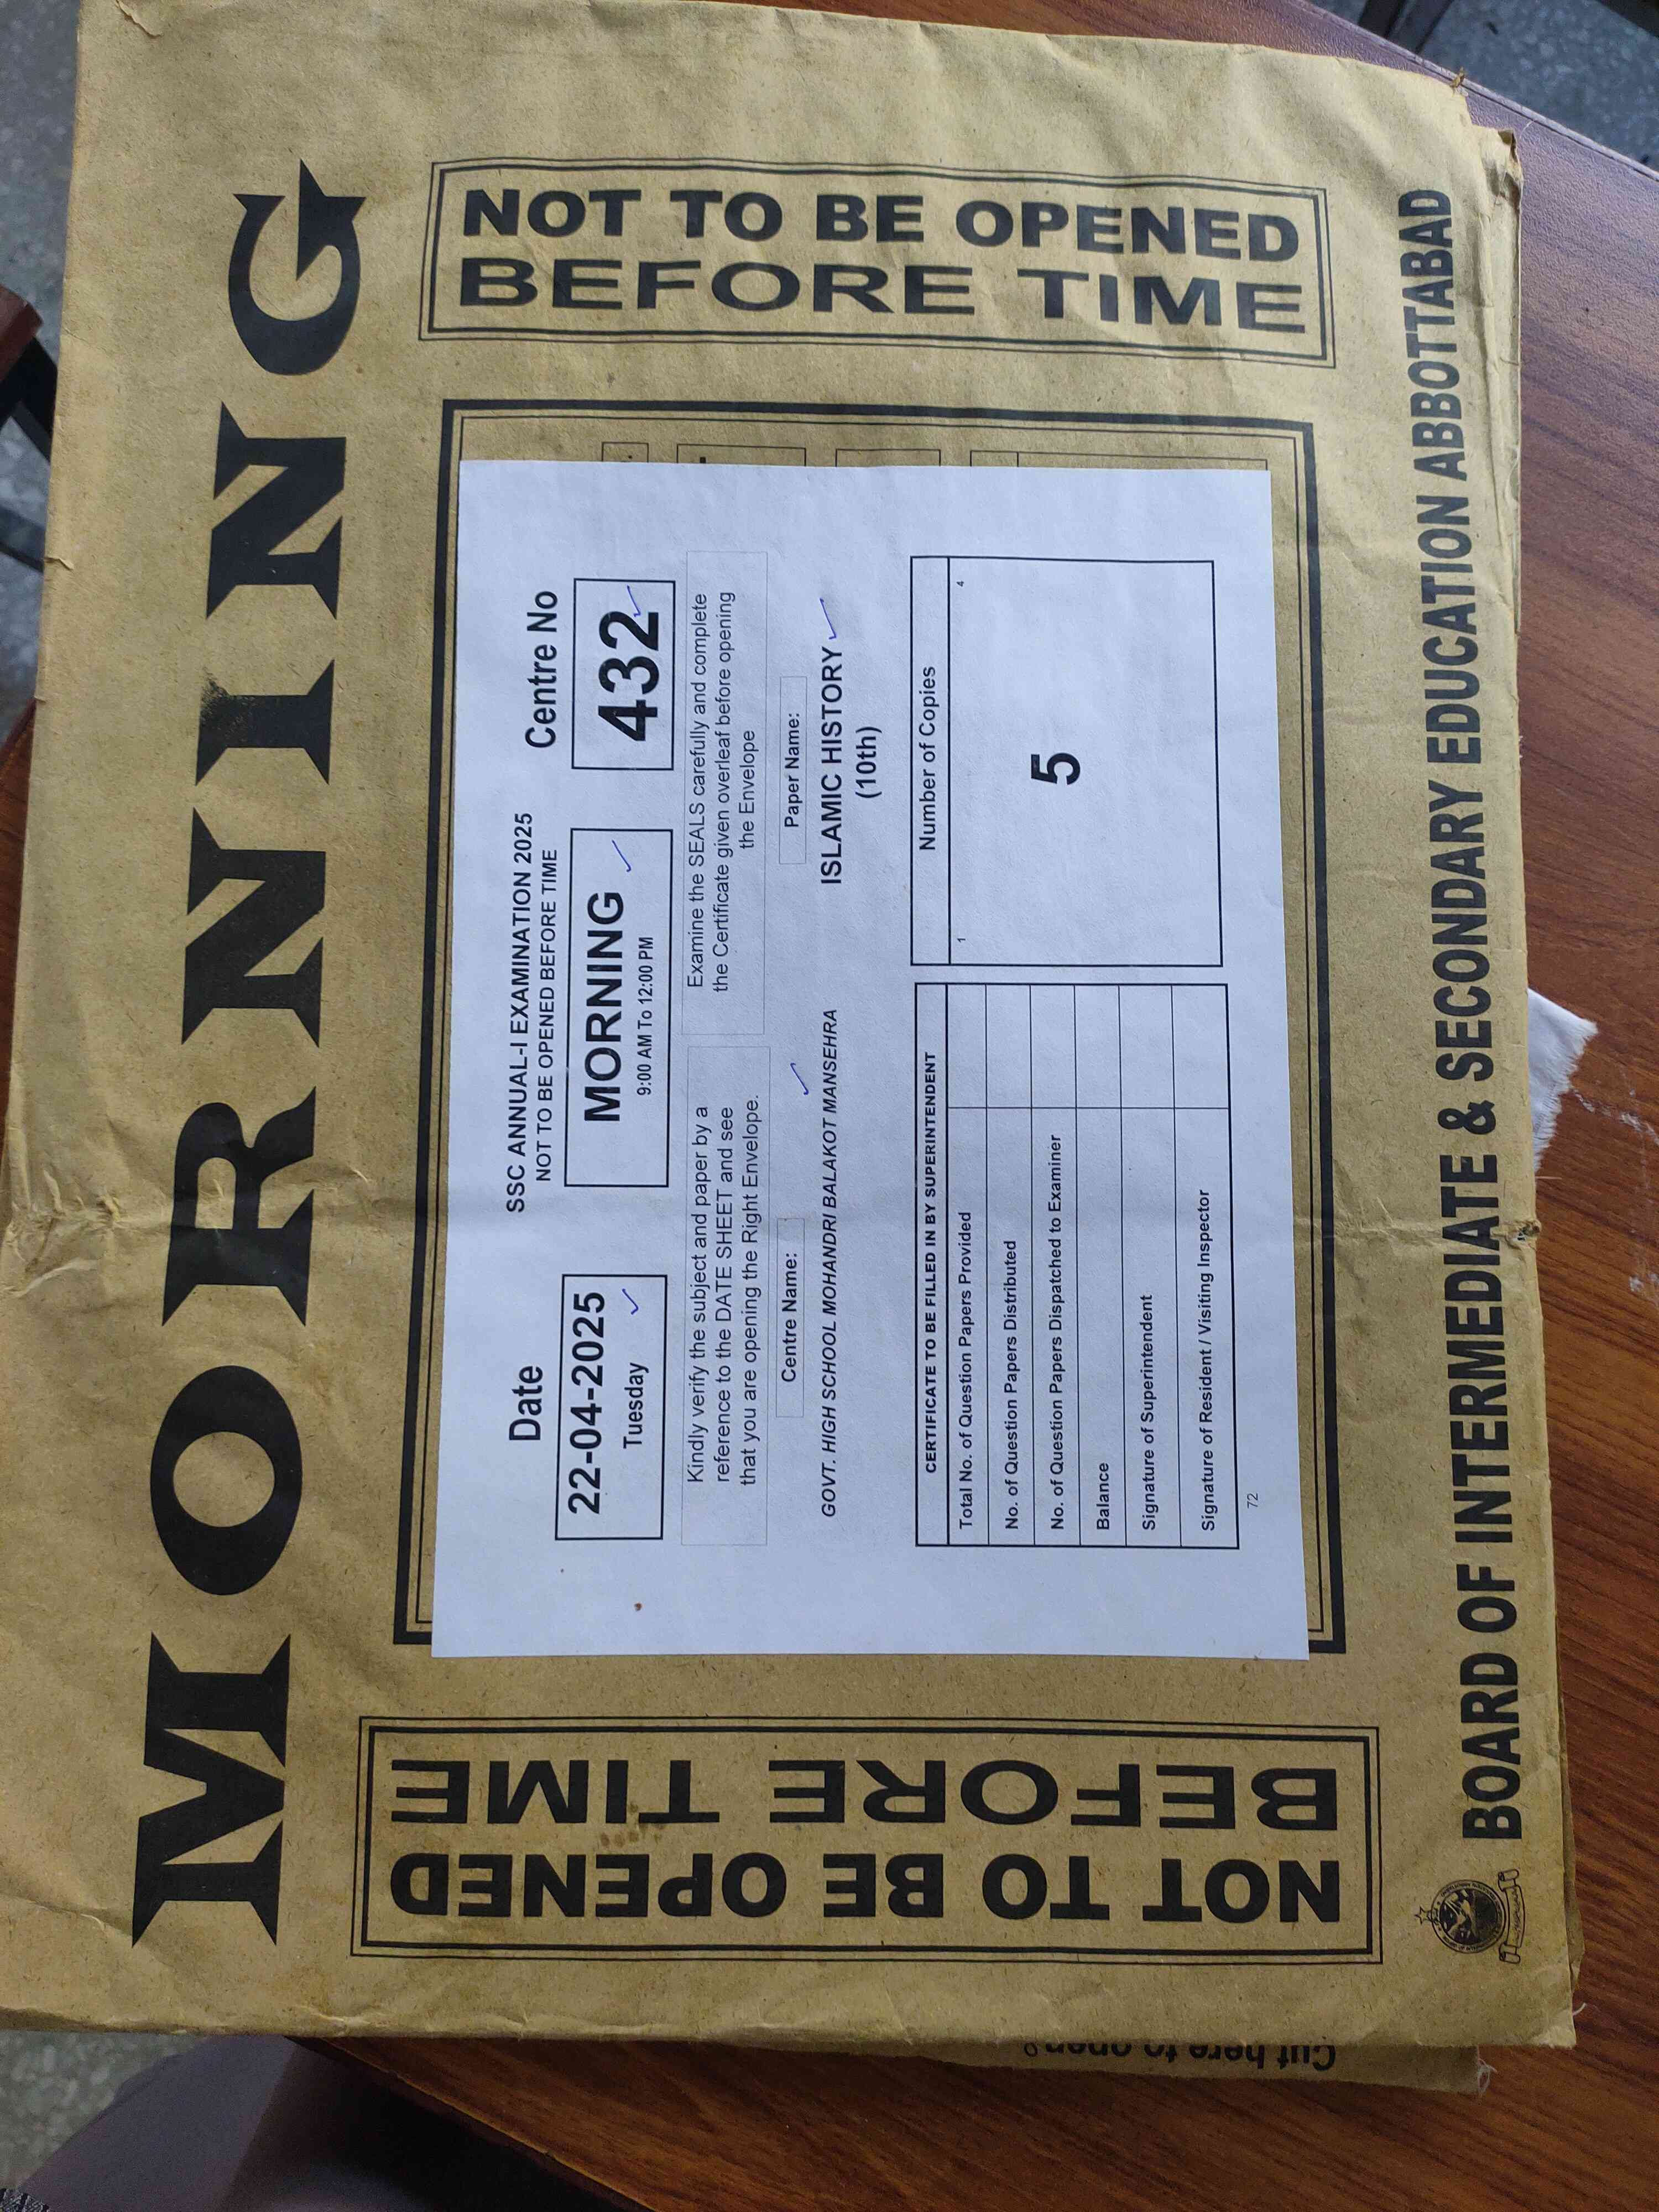 MORNING
NOT TO BE OPENED
BEFORE TIME
Date
22-04-2025
Tuesday
SSC ANNUAL-I EXAMINATION 2025
NOT TO BE OPENED BEFORE TIME
MORNING
9:00 AM To 12:00 PM
Centre No
432
Kindly verify the subject and paper by a
reference to the DATE SHEET and see
that you are opening the Right Envelope.
Examine the SEALS carefully and complete
the Certificate given overleaf before opening
the Envelope
Centre Name:
GOVT. HIGH SCHOOL MOHANDRI BALAKOT MANSEHRA
Paper Name:
ISLAMIC HISTORY
(10th)
CERTIFICATE TO BE FILLED IN BY SUPERINTENDENT
Total No. of Question Papers Provided
No. of Question Papers Distributed
No. of Question Papers Dispatched to Examiner
Balance
Signature of Superintendent
Signature of Resident / Visiting Inspector
72
Number of Copies
1
4
5
NOT TO BE OPENED
BEFORE TIME
BOARD OF INTERMEDIATE & SECONDARY EDUCATION ABBOTTABAD
Cut here to open